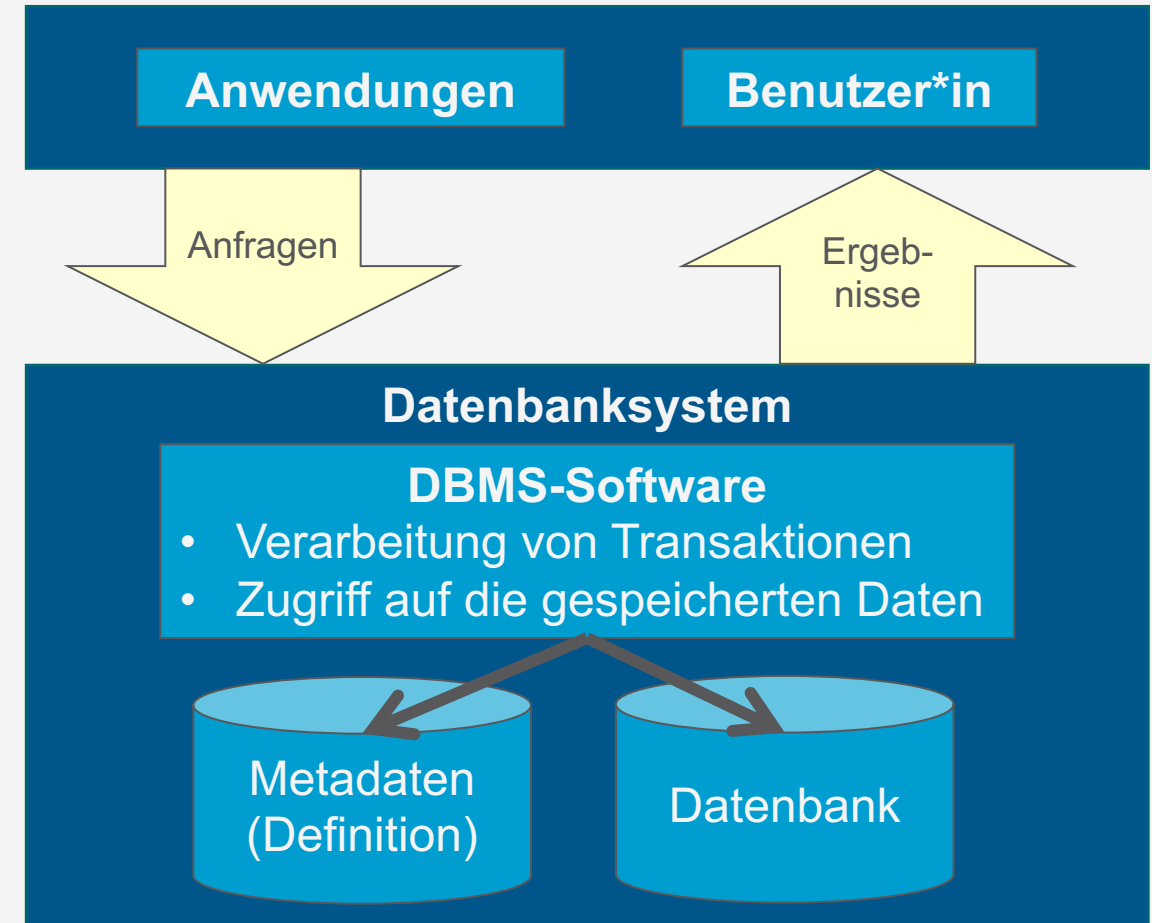 Anwendungen
Benutzer*in
Anfragen
Ergeb-
nisse
Datenbanksystem
DBMS-Software
• Verarbeitung von Transaktionen
• Zugriff auf die gespeicherten Daten
Metadaten
(Definition)
Datenbank